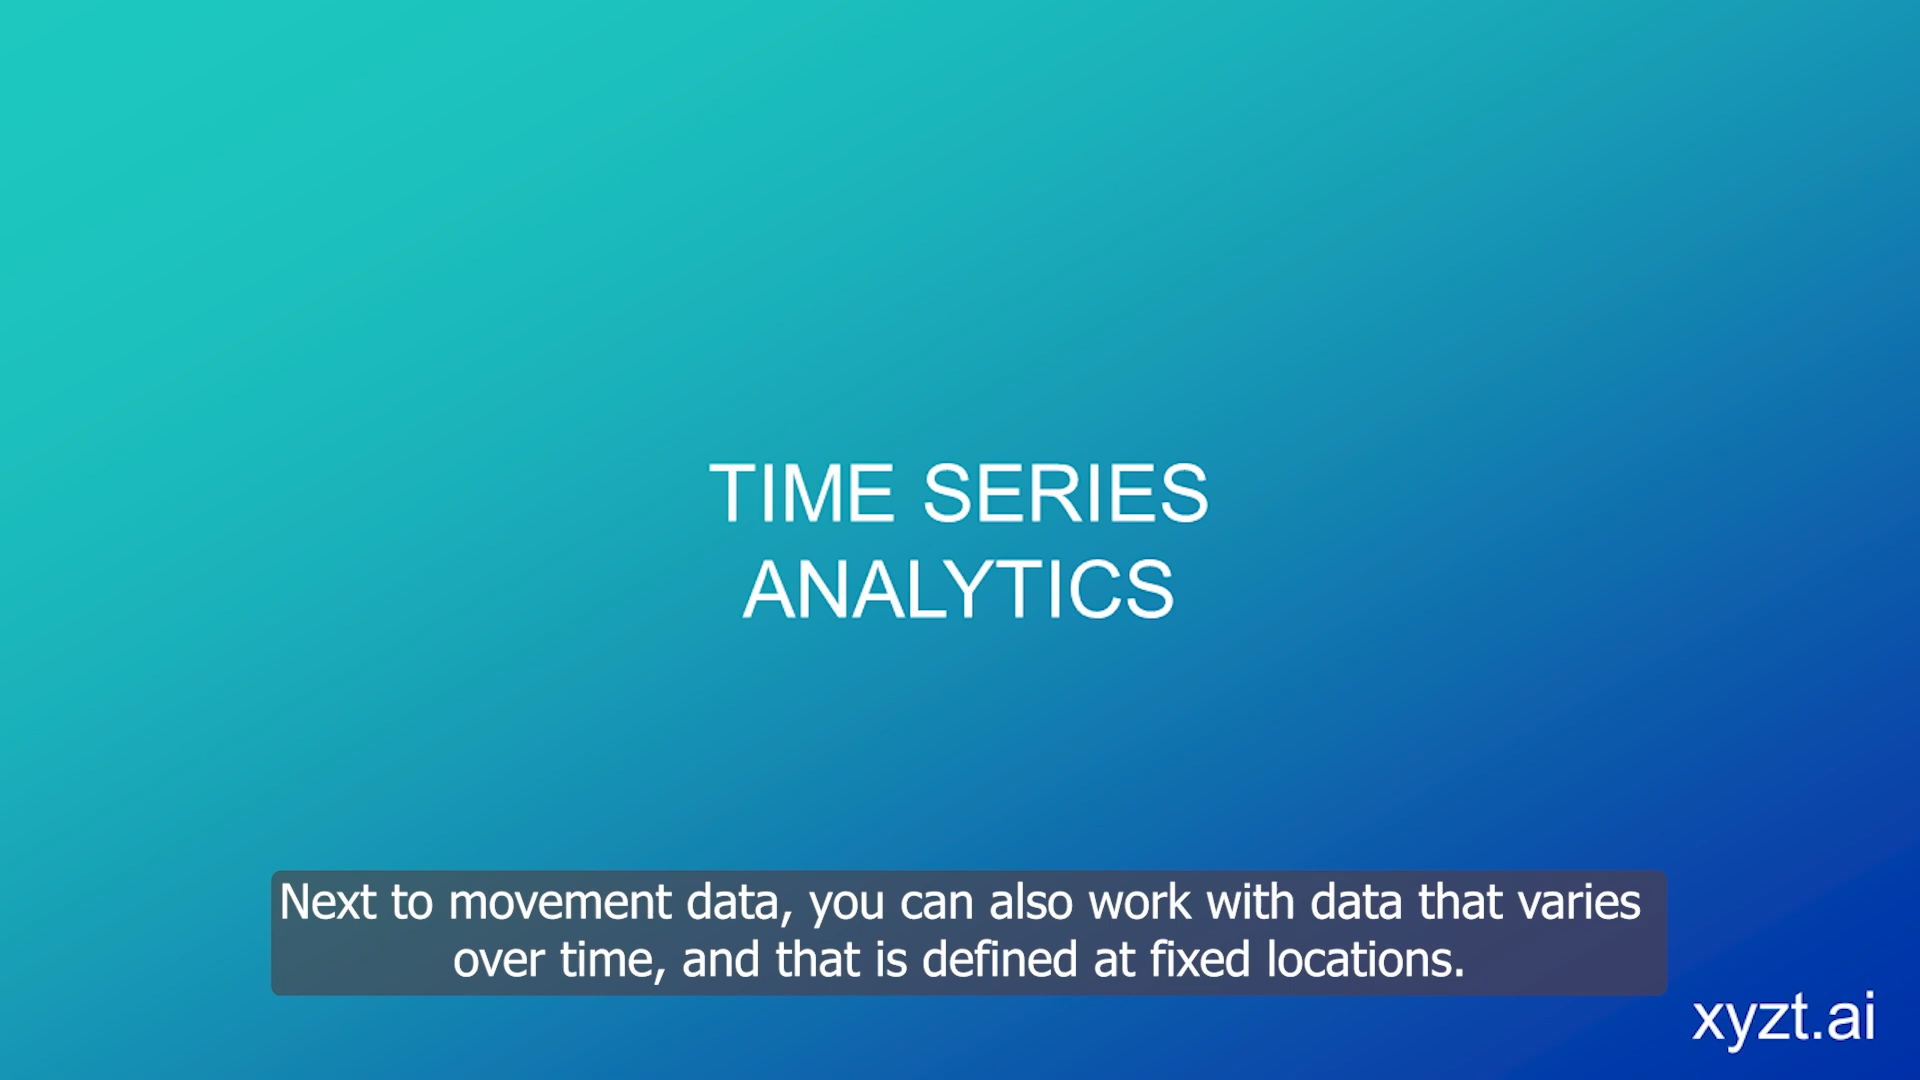 TIME SERIES
ANALYTICS
Next to movement data, you can also work with data that varies
over time, and that is defined at fixed locations.
xyzt.ai